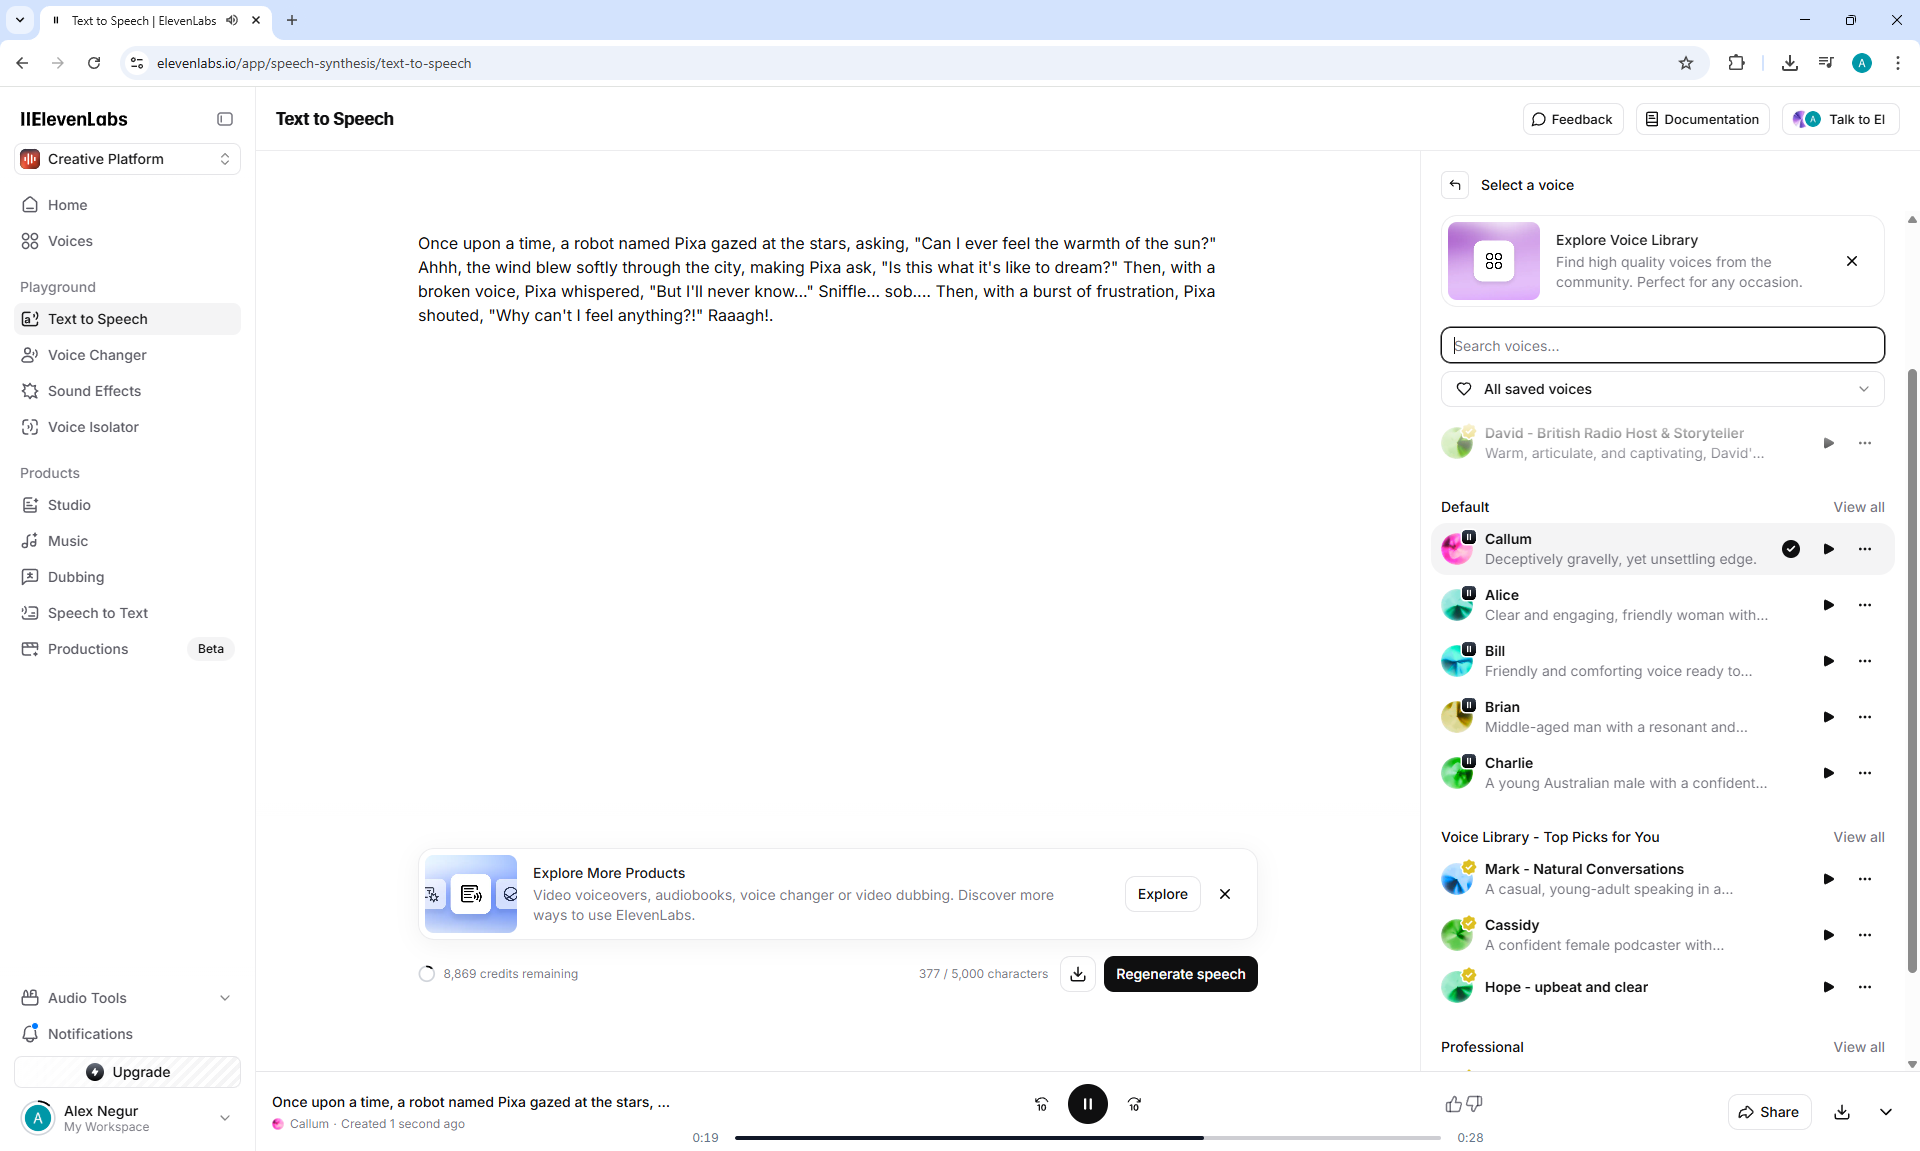 Text to Speech | ElevenLabs
elevenlabs.io/app/speech-synthesis/text-to-speech
A
IIElevenLabs
Creative Platform
Home
Voices
Playground
Text to Speech
Voice Changer
Sound Effects
Voice Isolator
Products
Studio
Music
Dubbing
Speech to Text
Productions Beta
Audio Tools
Notifications
Upgrade
A
Alex Negur
My Workspace
Text to Speech
Feedback
Documentation
A Talk to El
Once upon a time, a robot named Pixa gazed at the stars, asking, "Can I ever feel the warmth of the sun?"
Ahhh, the wind blew softly through the city, making Pixa ask, "Is this what it's like to dream?" Then, with a
broken voice, Pixa whispered, "But I'll never know..." Sniffle... sob.... Then, with a burst of frustration, Pixa
shouted, "Why can't I feel anything?!" Raaagh!.
Explore More Products
Video voiceovers, audiobooks, voice changer or video dubbing. Discover more
ways to use ElevenLabs.
Explore
8,869 credits remaining
377 / 5,000 characters
Regenerate speech
Select a voice
Explore Voice Library
Find high quality voices from the
community. Perfect for any occasion.
Search voices...
All saved voices
David - British Radio Host & Storyteller
Warm, articulate, and captivating, David'...
Default View all
Callum
Deceptively gravelly, yet unsettling edge.
Alice
Clear and engaging, friendly woman with...
Bill
Friendly and comforting voice ready to...
Brian
Middle-aged man with a resonant and...
Charlie
A young Australian male with a confident...
Voice Library - Top Picks for You View all
Mark - Natural Conversations
A casual, young-adult speaking in a...
Cassidy
A confident female podcaster with...
Hope - upbeat and clear
Professional View all
Once upon a time, a robot named Pixa gazed at the stars, ...
Callum · Created 1 second ago
10
10
0:19
0:28
Share